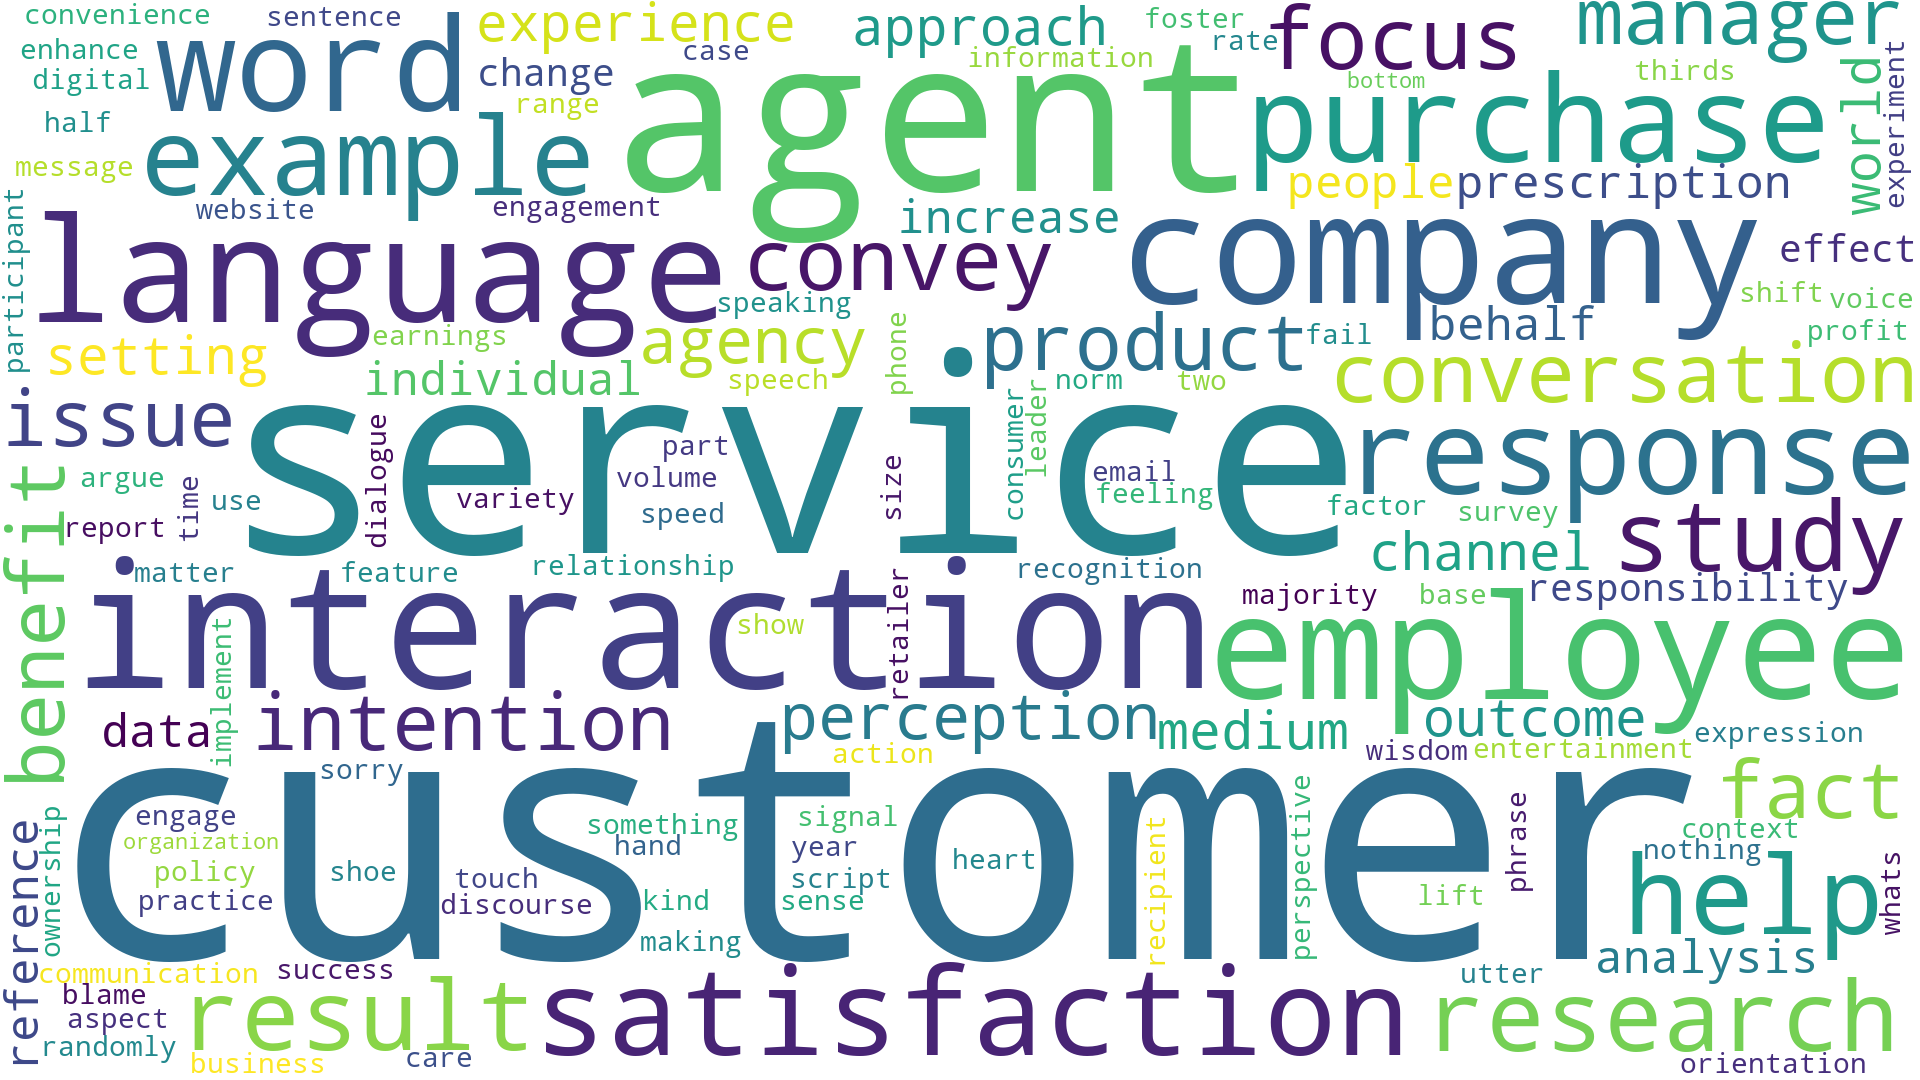 convenience
sentence
experience
approach
foster
focus
manager
enhance
word
case
rate
digital
change
agent
information
bottom
thirds
world
experiment
half
range
purchase
example
message
people
prescription
participant
website
engagement
increase
language
convey
company
effect
speaking
shift
voice
earnings
agency
product
fail
behalf
profit
setting
individual
speech
phone
norm
two
conversation
issue
service
consumer
leader
response
dialogue
part
argue
volume
email
benefit
time
use
variety
size
feeling
factor
survey
report
speed
study
matter
feature
relationship
recognition
channel
interaction
retailer
majority
base
responsibility
implement
show
employee
data
intention
perception
medium
outcome
sorry
action
wisdom
entertainment
expression
customer
fact
reference
ownership
engage
something
signal
recipient
perspective
phrase
context
organization
hand
year
nothing
policy
shoe
touch
script
heart
help
whats
practice
discourse
kind
sense
lift
making
analysis
communication
success
utter
blame
result
satisfaction
research
aspect
randomly
business
care
orientation